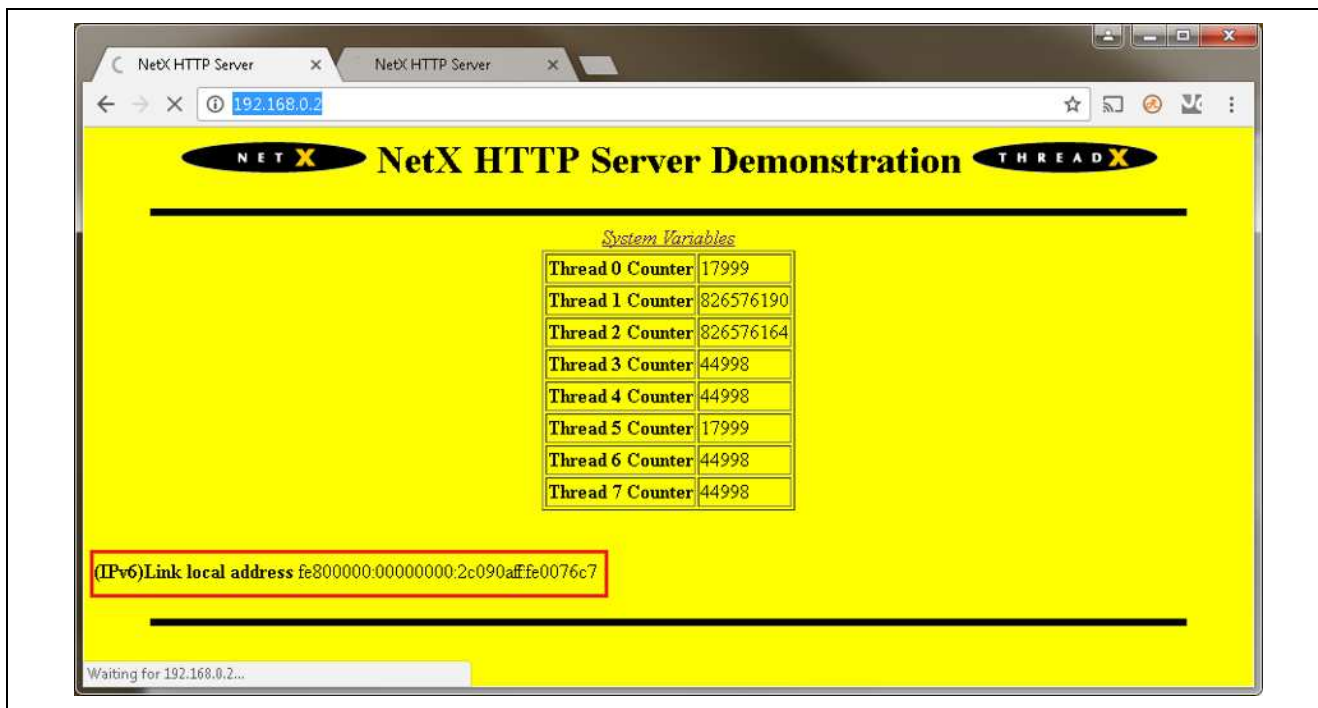 NetX HTTP Server
NetX HTTP Server
192.168.0.2
NETX NetX HTTP Server Demonstration THREADX
System Variables
Thread 0 Counter 17999
Thread 1 Counter 826576190
Thread 2 Counter 826576164
Thread 3 Counter 44998
Thread 4 Counter 44998
Thread 5 Counter 17999
Thread 6 Counter 44998
Thread 7 Counter 44998
(IPv6)Link local address fe800000:00000000:2c090aff:fe0076c7
Waiting for 192.168.0.2...